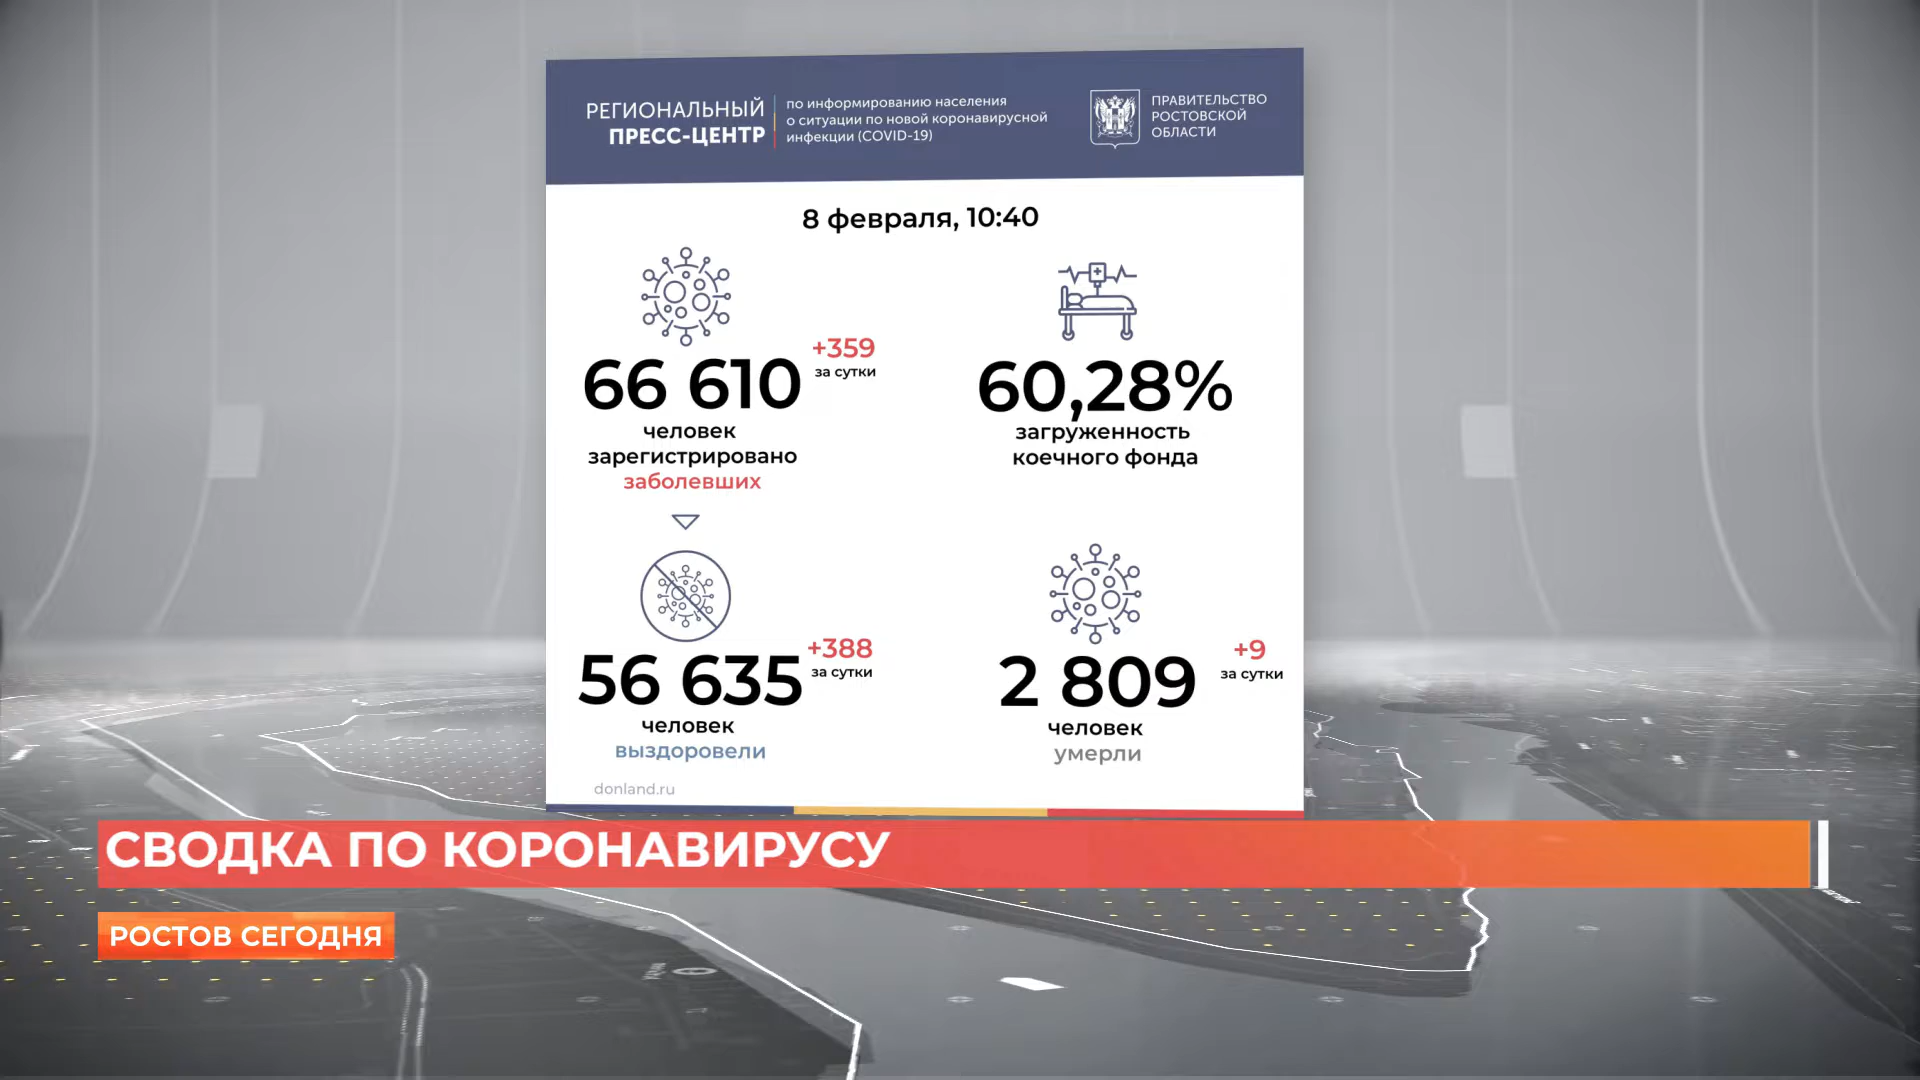 РЕГИОНАЛЬНЫЙ
ПРЕСС-ЦЕНТР
по информированию населения
о ситуации по новой коронавирусной
инфекции (COVID-19)
ПРАВИТЕЛЬСТВО
РОСТОВСКОЙ
ОБЛАСТИ
8 февраля, 10:40
66 610
+359
за сутки
человек
зарегистрировано
заболевших
60,28%
загруженность
коечного фонда
56 635
+388
за сутки
человек
выздоровели
2 809
+9
за сутки
человек
умерли
donland.ru
СВОДКА ПО КОРОНАВИРУСУ
РОСТОВ СЕГОДНЯ